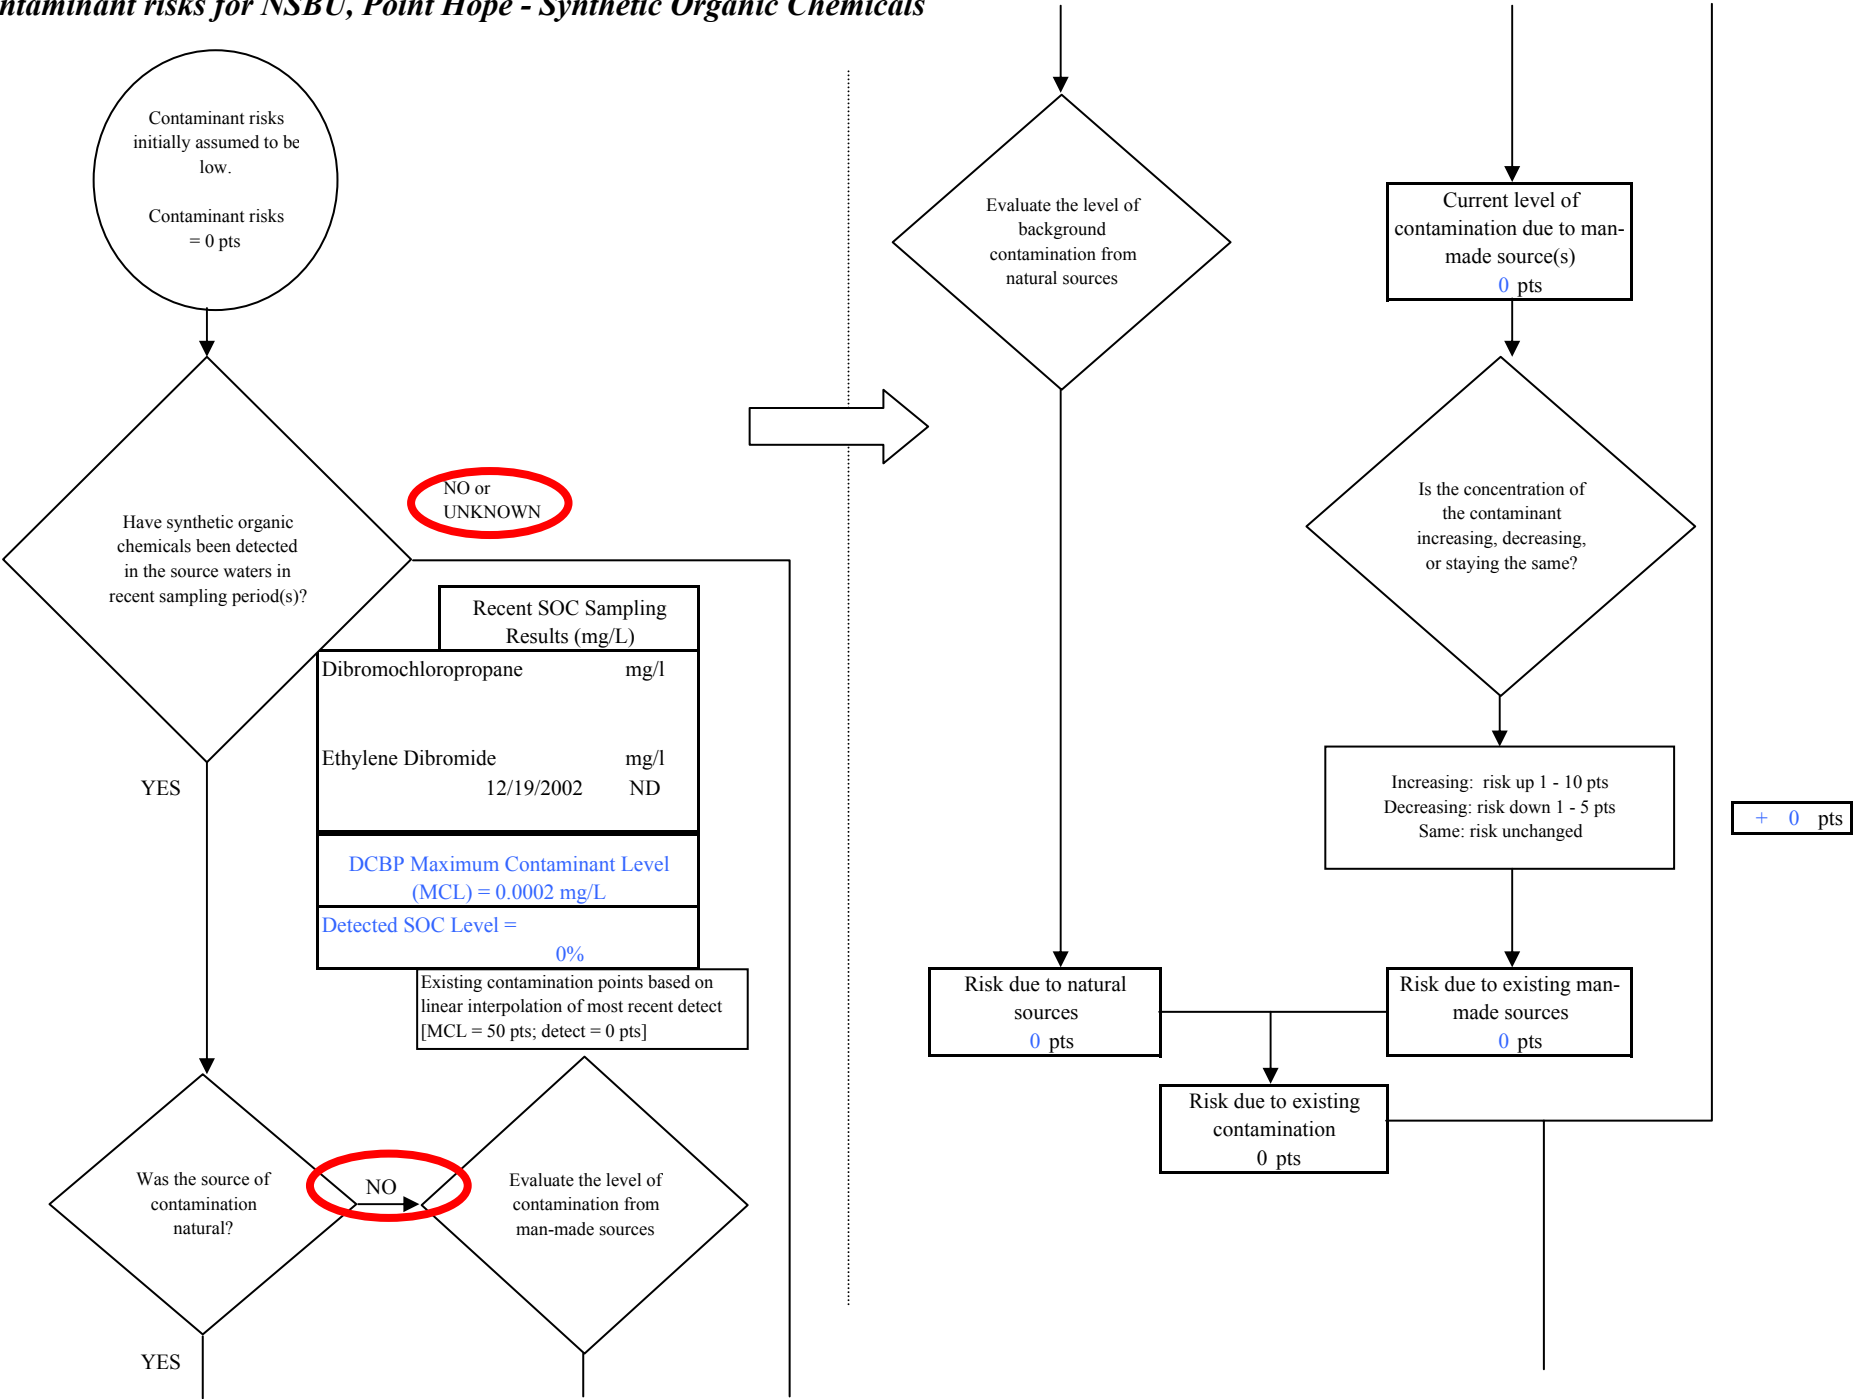 ntaminant risks for NSBU, Point Hope - Synthetic Organic Chemicals
Contaminant risks
initially assumed to be
low.
Contaminant risks
= 0 pts
Have synthetic organic
chemicals been detected
in the source waters in
recent sampling period(s)?
NO or
UNKNOWN
YES
Recent SOC Sampling
Results (mg/L)
Dibromochloropropane mg/l
Ethylene Dibromide mg/l
12/19/2002 ND
DCBP Maximum Contaminant Level
(MCL) = 0.0002 mg/L
Detected SOC Level =
0%
Existing contamination points based on
linear interpolation of most recent detect
[MCL = 50 pts; detect = 0 pts]
Was the source of
contamination
natural?
NO
YES
Evaluate the level of
contamination from
man-made sources
Evaluate the level of
background
contamination from
natural sources
Current level of
contamination due to man-
made source(s)
0 pts
Is the concentration of
the contaminant
increasing, decreasing,
or staying the same?
Increasing: risk up 1 - 10 pts
Decreasing: risk down 1 - 5 pts
Same: risk unchanged
+ 0 pts
Risk due to natural
sources
0 pts
Risk due to existing man-
made sources
0 pts
Risk due to existing
contamination
0 pts